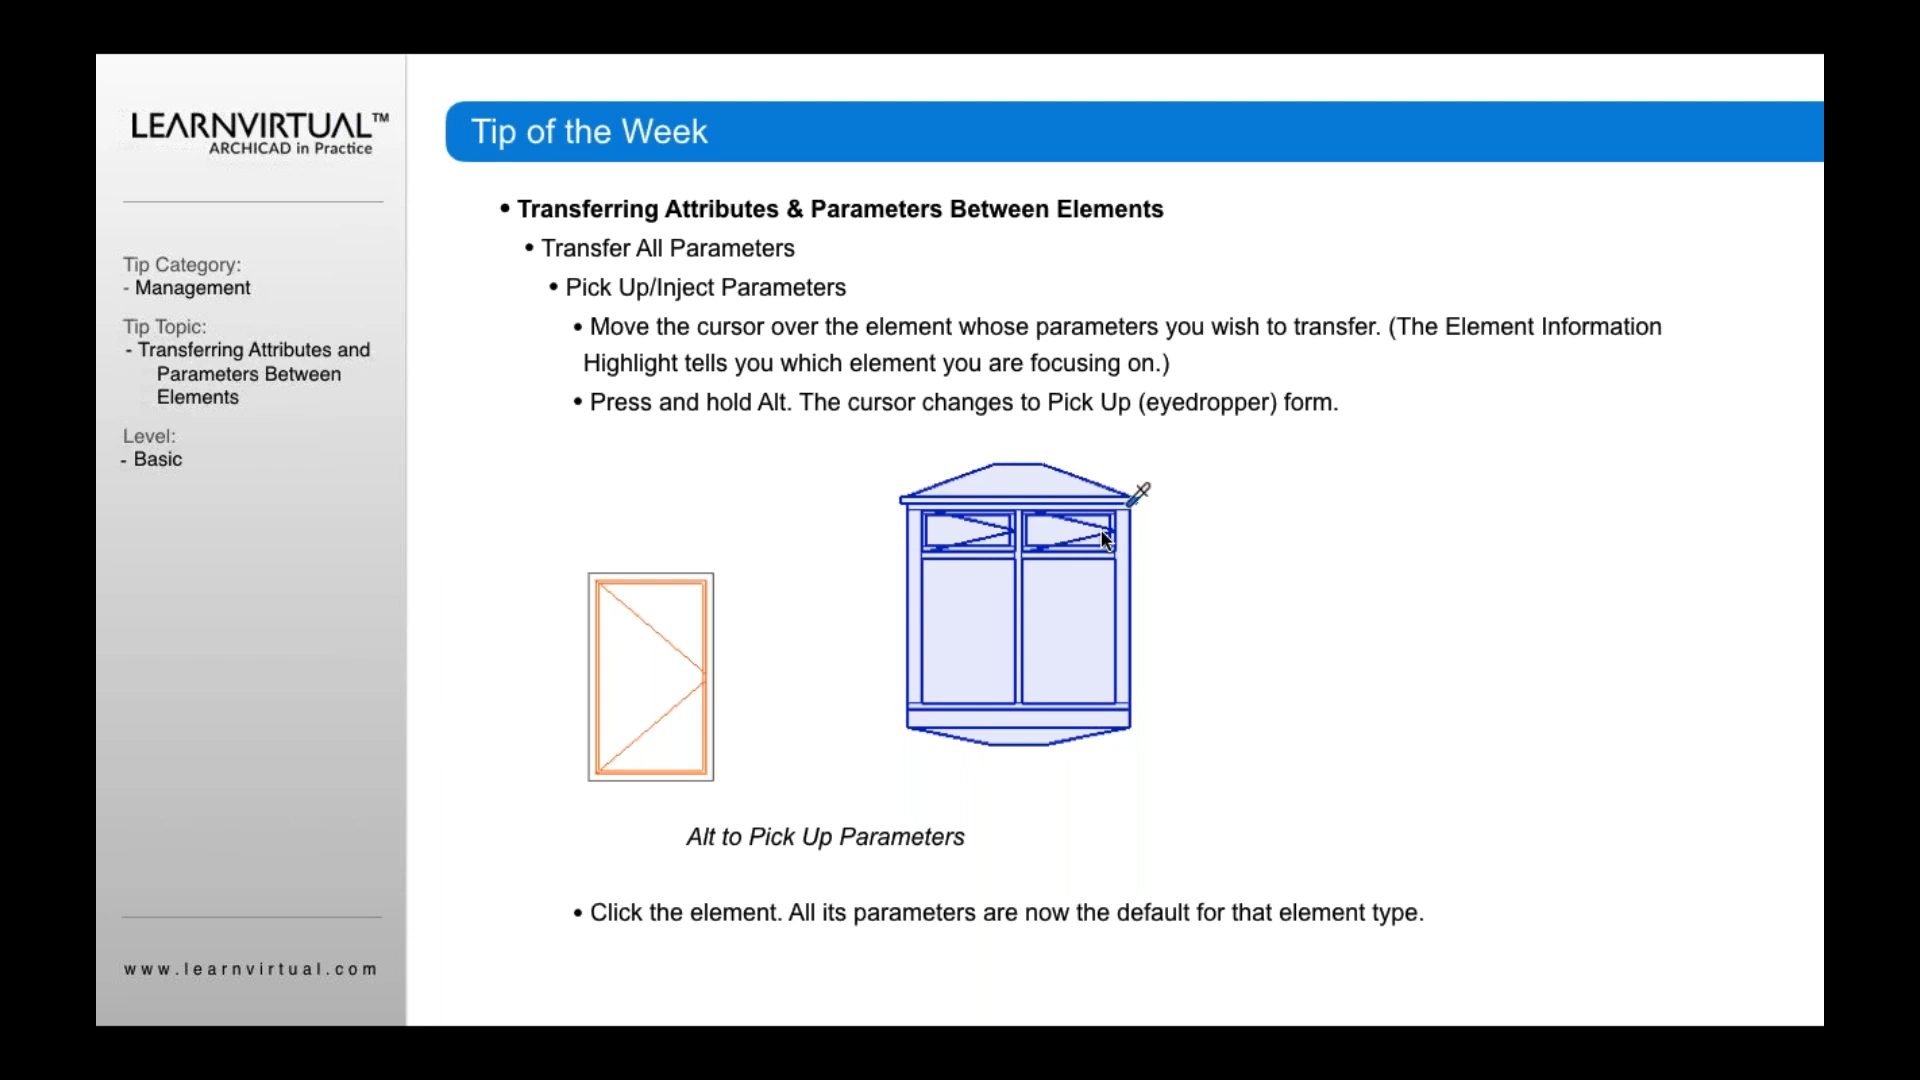 LEARNVIRTUAL™
ARCHICAD in Practice
Tip Category:
- Management
Tip Topic:
- Transferring Attributes and
Parameters Between
Elements
Level:
- Basic
www.learnvirtual.com
Tip of the Week
• Transferring Attributes & Parameters Between Elements
• Transfer All Parameters
• Pick Up/Inject Parameters
• Move the cursor over the element whose parameters you wish to transfer. (The Element Information
Highlight tells you which element you are focusing on.)
• Press and hold Alt. The cursor changes to Pick Up (eyedropper) form.
Alt to Pick Up Parameters
• Click the element. All its parameters are now the default for that element type.